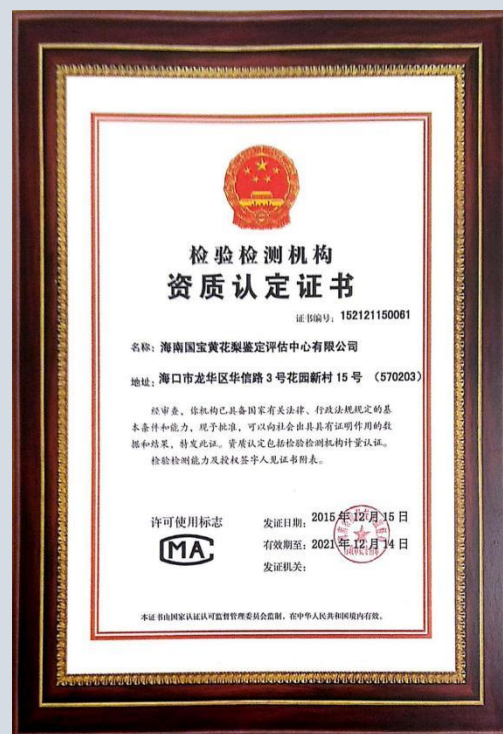 检验检测机构
资质认定证书
证书编号：152121150061
名称：海南国宝黄花梨鉴定评估中心有限公司
地址：海口市龙华区华信路3号花园新村15号 （570203）
经审查，你机构已具备国家有关法律、行政法规规定的基
本条件和能力，现予批准，可以向社会出具具有证明作用的数
据和结果，特发此证。资质认定包括检验检测机构计量认证。
检验检测能力及授权签字人见证书附表。
许可使用标志
MA
发证日期：2015年12月15日
有效期至：2021年12月14日
发证机关：
本证书由国家认证认可监督管理委员会监制，在中华人民共和国境内有效。